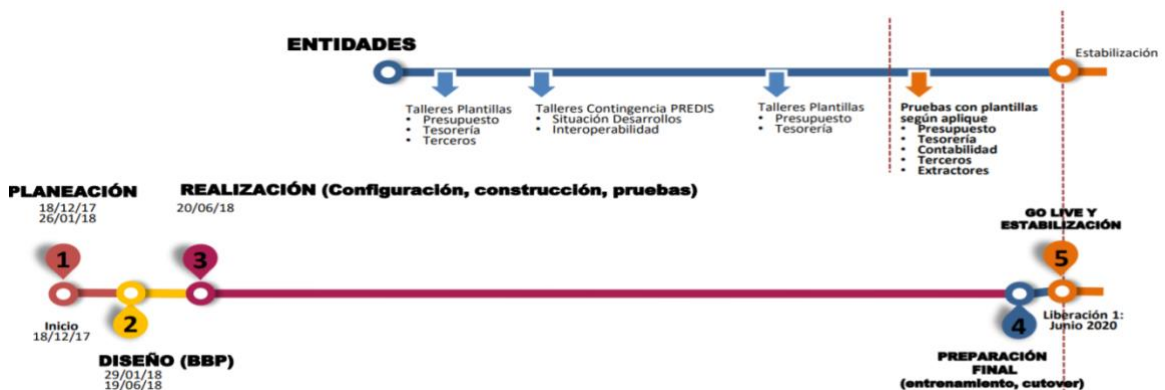 ENTIDADES
Estabilización
Talleres Plantillas
• Presupuesto
• Tesorería
• Terceros
Talleres Contingencia PREDIS
• Situación Desarrollos
• Interoperabilidad
Talleres Plantillas
• Presupuesto
• Tesorería
Pruebas con plantillas
según aplique
• Presupuesto
• Tesorería
• Contabilidad
• Terceros
• Extractores
PLANEACIÓN
18/12/17
26/01/18
REALIZACIÓN (Configuración, construcción, pruebas)
20/06/18
GO LIVE Y
ESTABILIZACIÓN
1
3
5
Inicio
18/12/17
2
4
Liberación 1:
Junio 2020
DISEÑO (BBP)
29/01/18
19/06/18
PREPARACIÓN
FINAL
(entrenamiento, cutover)